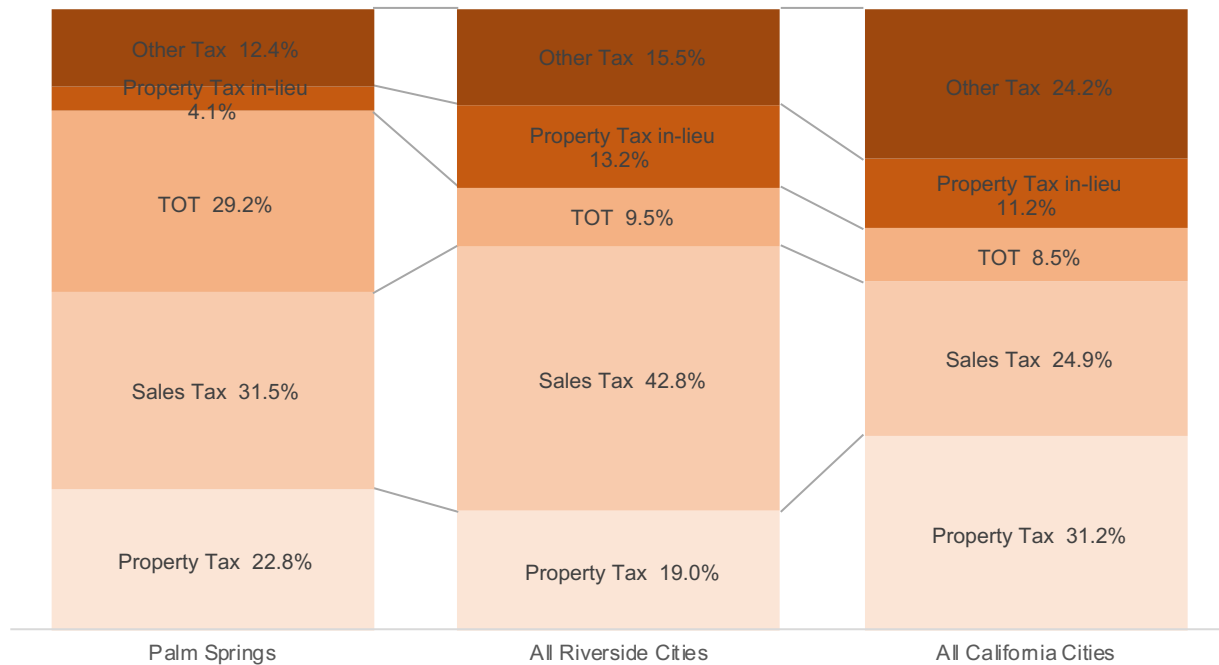 Other Tax 12.4%
Property Tax in-lieu
4.1%
TOT 29.2%
Sales Tax 31.5%
Property Tax 22.8%
Palm Springs
Other Tax 15.5%
Property Tax in-lieu
13.2%
TOT 9.5%
Sales Tax 42.8%
Property Tax 19.0%
All Riverside Cities
Other Tax 24.2%
Property Tax in-lieu
11.2%
TOT 8.5%
Sales Tax 24.9%
Property Tax 31.2%
All California Cities